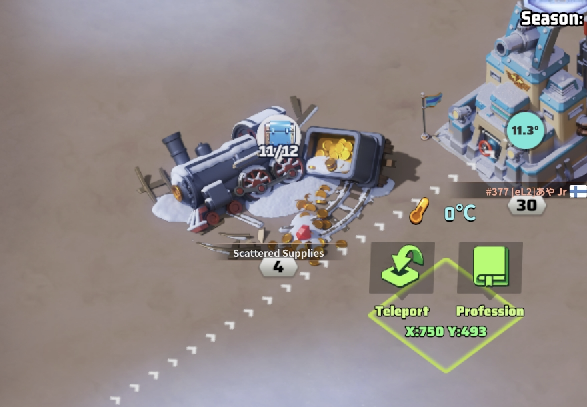 Season:
11/12
11.3°
#377 [eL2]あや Jr
30
0°C
Scattered Supplies
4
Teleport
Profession
X:750 Y:493